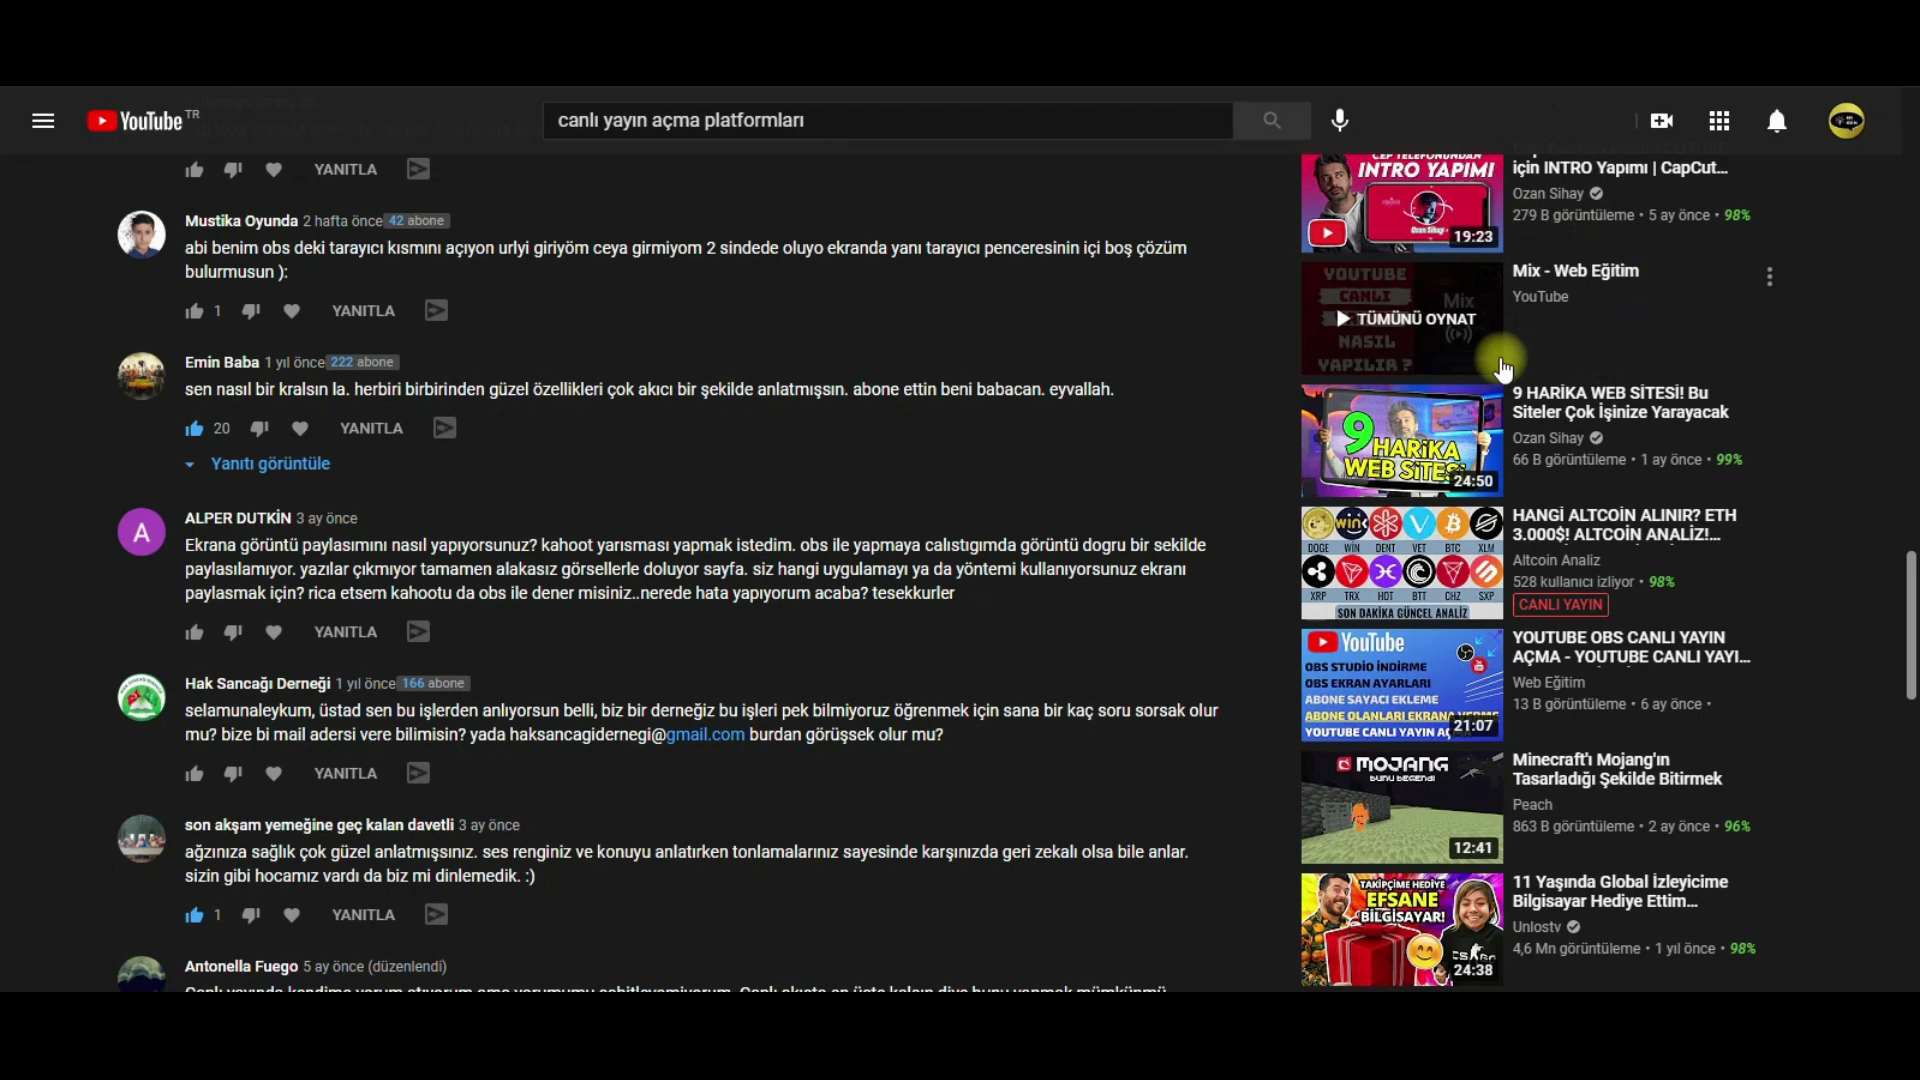 YouTube TR
canlı yayın açma platformları
YANITLA
Mustika Oyunda 2 hafta önce 42 abone
abi benim obs deki tarayıcı kısmını açıyon urlyi giriyöm ceya girmiyom 2 sindede oluyo ekranda yanı tarayıcı penceresinin içi boş çözüm
bulurmusun ):
1 YANITLA
Emin Baba 1 yıl önce 222 abone
sen nasıl bir kralsın la. herbiri birbirinden güzel özellikleri çok akıcı bir şekilde anlatmışsın. abone ettin beni babacan. eyvallah.
20 YANITLA
Yanıtı görüntüle
A
ALPER DUTKİN 3 ay önce
Ekrana görüntü paylasımını nasıl yapıyorsunuz? kahoot yarısması yapmak istedim. obs ile yapmaya calıstıgımda görüntü dogru bir sekilde
paylasılamıyor. yazılar çıkmıyor tamamen alakasız görsellerle doluyor sayfa. siz hangi uygulamayı ya da yöntemi kullanıyorsunuz ekranı
paylasmak için? rica etsem kahootu da obs ile dener misiniz..nerede hata yapıyorum acaba? tesekkurler
YANITLA
Hak Sancağı Derneği 1 yıl önce 166 abone
selamunaleykum, üstad sen bu işlerden anlıyorsun belli, biz bir derneğiz bu işleri pek bilmiyoruz öğrenmek için sana bir kaç soru sorsak olur
mu? bize bi mail adersi vere bilimisin? yada haksancagidernegi@gmail.com burdan görüşsek olur mu?
YANITLA
son akşam yemeğine geç kalan davetli 3 ay önce
ağzınıza sağlık çok güzel anlatmışsınız. ses renginiz ve konuyu anlatırken tonlamalarınız sayesinde karşınızda geri zekalı olsa bile anlar.
sizin gibi hocamız vardı da biz mi dinlemedik. :)
1 YANITLA
Antonella Fuego 5 ay önce (düzenlendi)
CEP TELEFONUNDAN
INTRO YAPIMI
19:23
için INTRO Yapımı | CapCut...
Ozan Sihay
279 B görüntüleme • 5 ay önce • 98%
YOUTUBE
CANLI
NASIL
YAPILIR ?
Mix
TÜMÜNÜ OYNAT
Mix - Web Eğitim
YouTube
9
HARİKA
WEB SİTESİ
24:50
9 HARİKA WEB SİTESİ! Bu
Siteler Çok İşinize Yarayacak
Ozan Sihay
66 B görüntüleme • 1 ay önce • 99%
WIN
DOGE WIN DENT VET BTC XLM
XRP TRX HOT BTT CHZ SXP
SON DAKİKA GÜNCEL ANALİZ
HANGİ ALTCOİN ALINIR? ETH
3.000$! ALTCOİN ANALİZ!...
Altcoin Analiz
528 kullanıcı izliyor • 98%
CANLI YAYIN
YouTube
OBS STUDİO İNDİRME
OBS EKRAN AYARLARI
ABONE SAYACI EKLEME
ABONE OLANLARI EKRANA VERME
YOUTUBE CANLI YAYIN
21:07
YOUTUBE OBS CANLI YAYIN
AÇMA - YOUTUBE CANLI YAYI...
Web Eğitim
13 B görüntüleme • 6 ay önce •
MOJANG
BUNU BEĞENDİ
12:41
Minecraft'ı Mojang'ın
Tasarladığı Şekilde Bitirmek
Peach
863 B görüntüleme • 2 ay önce • 96%
TAKİPÇİME HEDİYE
EFSANE
BİLGİSAYAR!
CS:GO
24:38
11 Yaşında Global İzleyicime
Bilgisayar Hediye Ettim...
Unlostv
4,6 Mn görüntüleme • 1 yıl önce • 98%